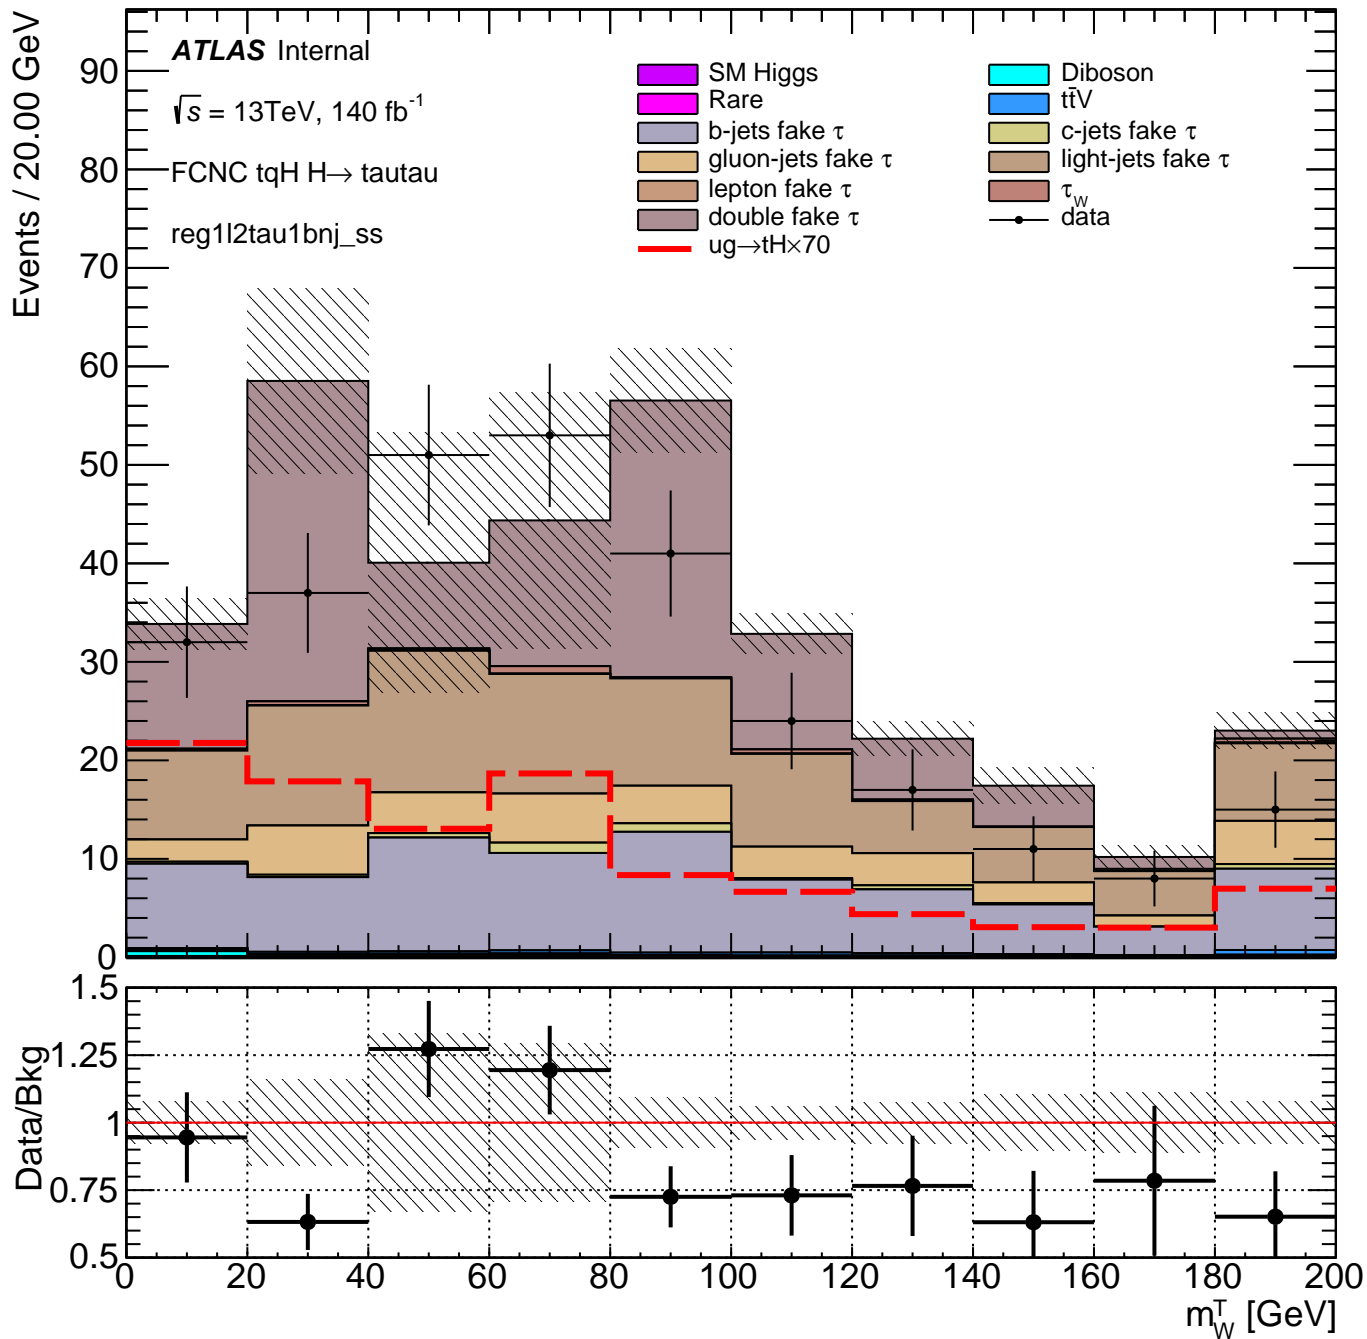 Events / 20.00 GeV
90
80
70
60
50
40
30
20
10
0
ATLAS Internal
√s = 13TeV, 140 fb⁻¹
FCNC tqH H→ tautau
reg1l2tau1bnj_ss
SM Higgs
Diboson
Rare
tt̄V
b-jets fake τ
c-jets fake τ
gluon-jets fake τ
light-jets fake τ
lepton fake τ
τ_W
double fake τ
data
ug→tH×70
Data/Bkg
1.5
1.25
1
0.75
0.5
0 20 40 60 80 100 120 140 160 180 200
m_W^T [GeV]